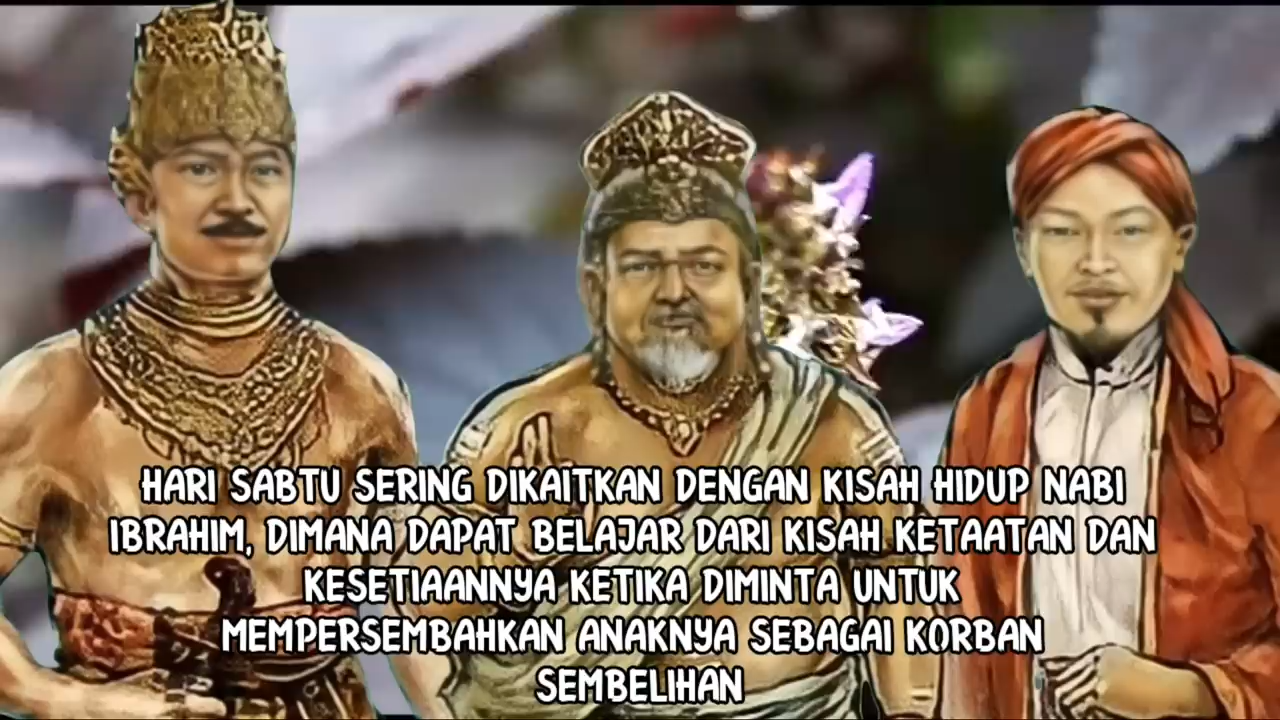 HARI SABTU SERING DIKAITKAN DENGAN KISAH HIDUP NABI
IBRAHIM, DIMANA DAPAT BELAJAR DARI KISAH KETAATAN DAN
KESETIAANNYA KETIKA DIMINTA UNTUK
MEMPERSEMBAHKAN ANAKNYA SEBAGAI KORBAN
SEMBELIHAN